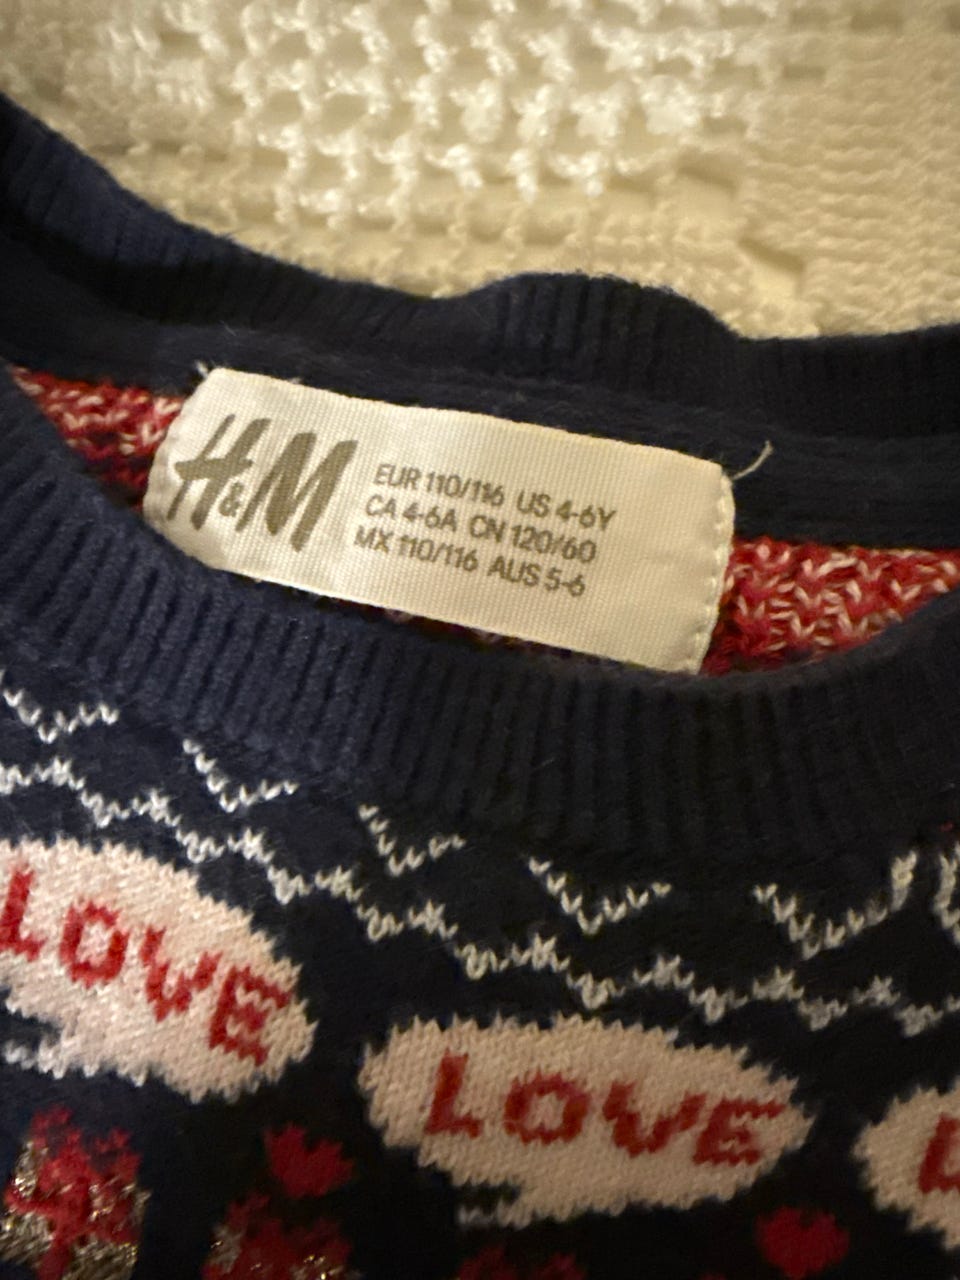 H&M
EUR 110/116 US 4-6Y
CA 4-6A CN 120/60
MX 110/116 AUS 5-6
LOVE
LOVE
L